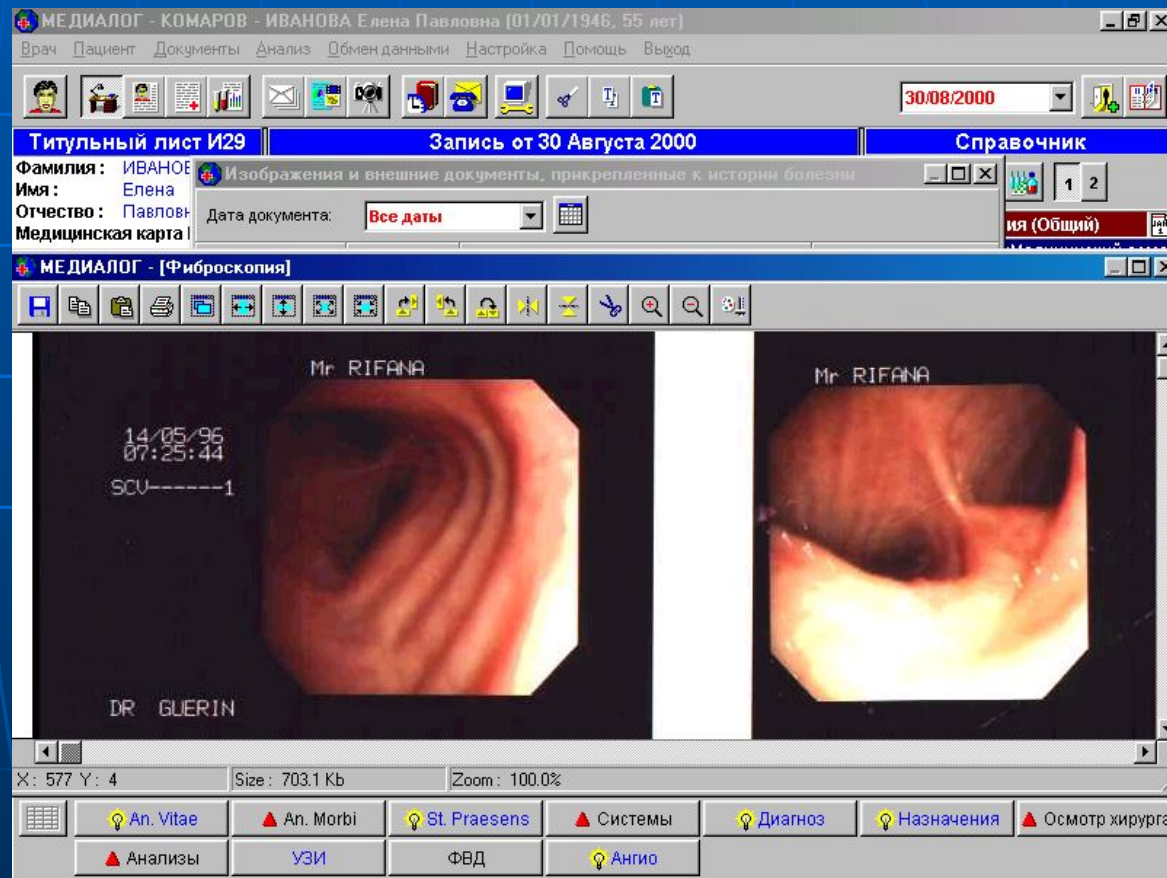 МЕДИАЛОГ - КОМАРОВ - ИВАНОВА Елена Павловна (01/01/1946, 55 лет)
Врач Пациент Документы Анализ Обмен данными Настройка Помощь Выход
30/08/2000
Титульный лист И29 Запись от 30 Августа 2000 Справочник
Фамилия: ИВАНОВ
Изображения и внешние документы, прикрепленные к истории болезни
Имя: Елена
1 2
Отчество: Павловн
Дата документа: Все даты
ия (Общий)
Медицинская карта
МЕДИАЛОГ - [Фиброскопия]
Mr RIFANA
14/05/96
07:25:44
SCV------1
DR GUERIN
Mr RIFANA
X: 577 Y: 4 Size: 703.1 Kb Zoom: 100.0%
An. Vitae An. Morbi St. Praesens Системы Диагноз Назначения Осмотр хирурга
Анализы УЗИ ФВД Ангио